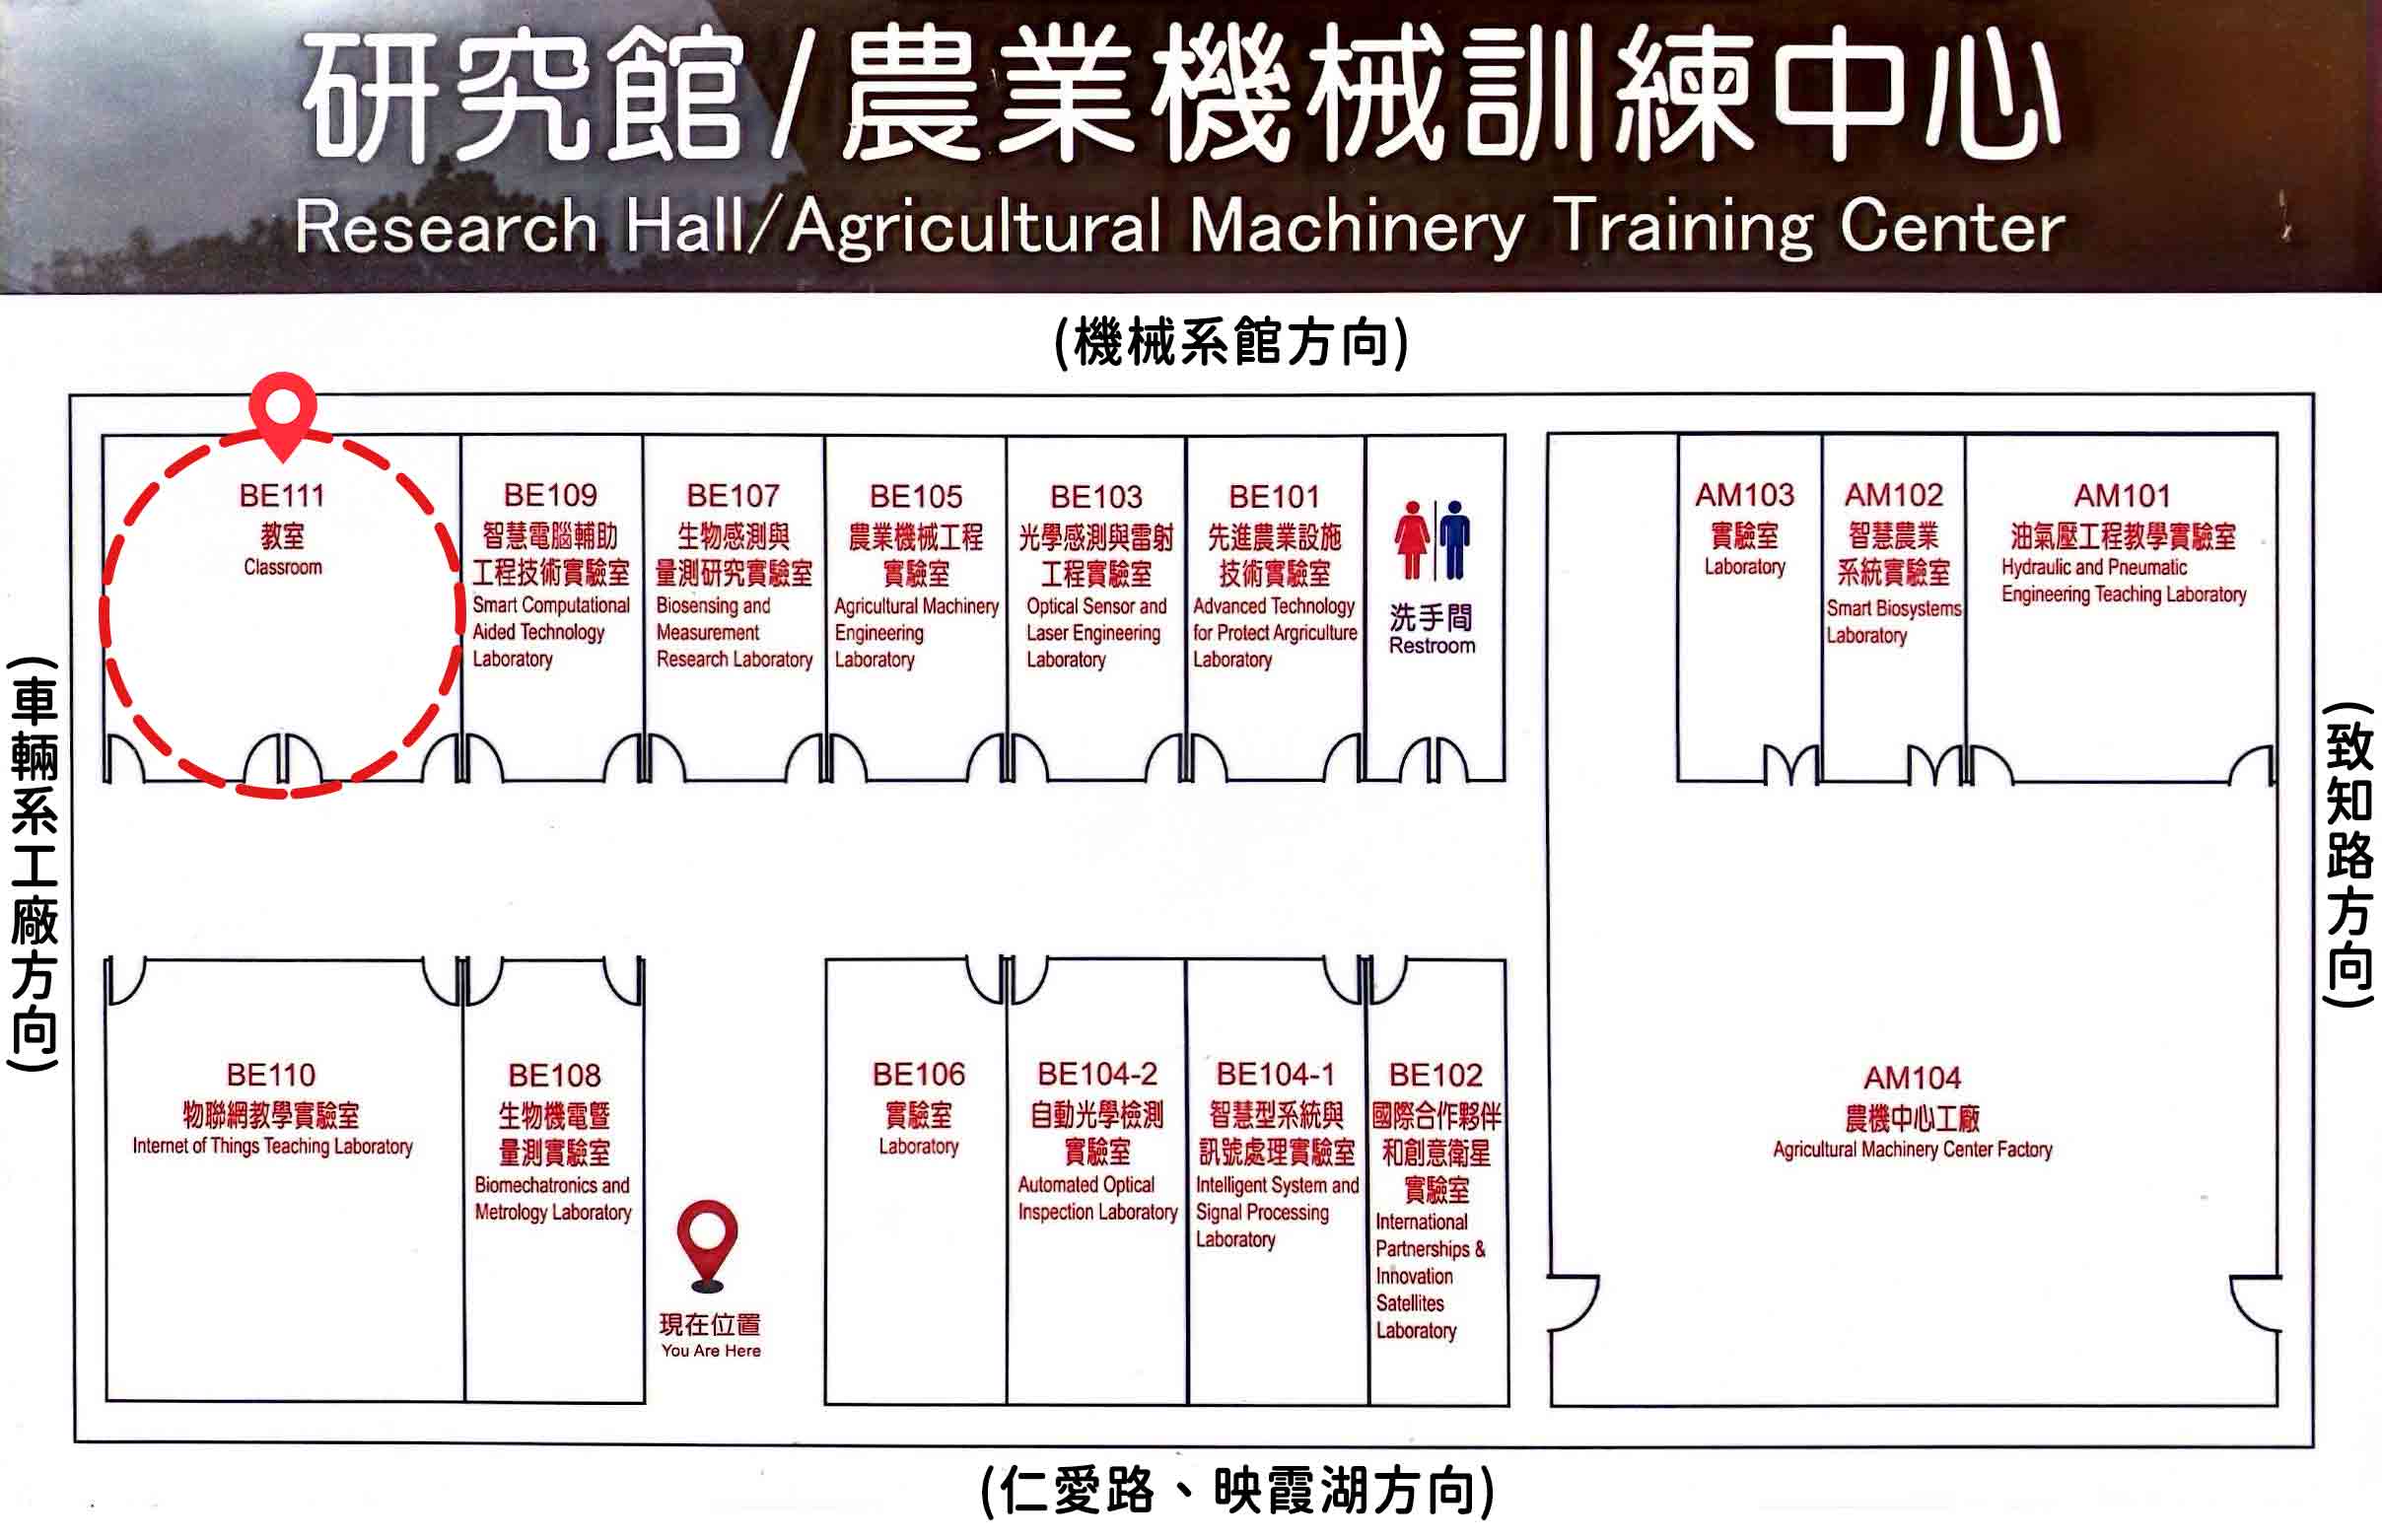 研究館/農業機械訓練中心
Research Hall/Agricultural Machinery Training Center
(機械系館方向)
(車輛系工廠方向)
BE111
教室
Classroom
BE109
智慧電腦輔助
工程技術實驗室
Smart Computational
Aided Technology
Laboratory
BE107
生物感測與
量測研究實驗室
Biosensing and
Measurement
Research Laboratory
BE105
農業機械工程
實驗室
Agricultural Machinery
Engineering
Laboratory
BE103
光學感測與雷射
工程實驗室
Optical Sensor and
Laser Engineering
Laboratory
BE101
先進農業設施
技術實驗室
Advanced Technology
for Protect Argriculture
Laboratory
洗手間
Restroom
AM103
實驗室
Laboratory
AM102
智慧農業
系統實驗室
Smart Biosystems
Laboratory
AM101
油氣壓工程教學實驗室
Hydraulic and Pneumatic
Engineering Teaching Laboratory
(致知路方向)
BE110
物聯網教學實驗室
Internet of Things Teaching Laboratory
BE108
生物機電暨
量測實驗室
Biomechatronics and
Metrology Laboratory
現在位置
You Are Here
BE106
實驗室
Laboratory
BE104-2
自動光學檢測
實驗室
Automated Optical
Inspection Laboratory
BE104-1
智慧型系統與
訊號處理實驗室
Intelligent System and
Signal Processing
Laboratory
BE102
國際合作夥伴
和創意衛星
實驗室
International
Partnerships &
Innovation
Satellites
Laboratory
AM104
農機中心工廠
Agricultural Machinery Center Factory
(仁愛路、映霞湖方向)